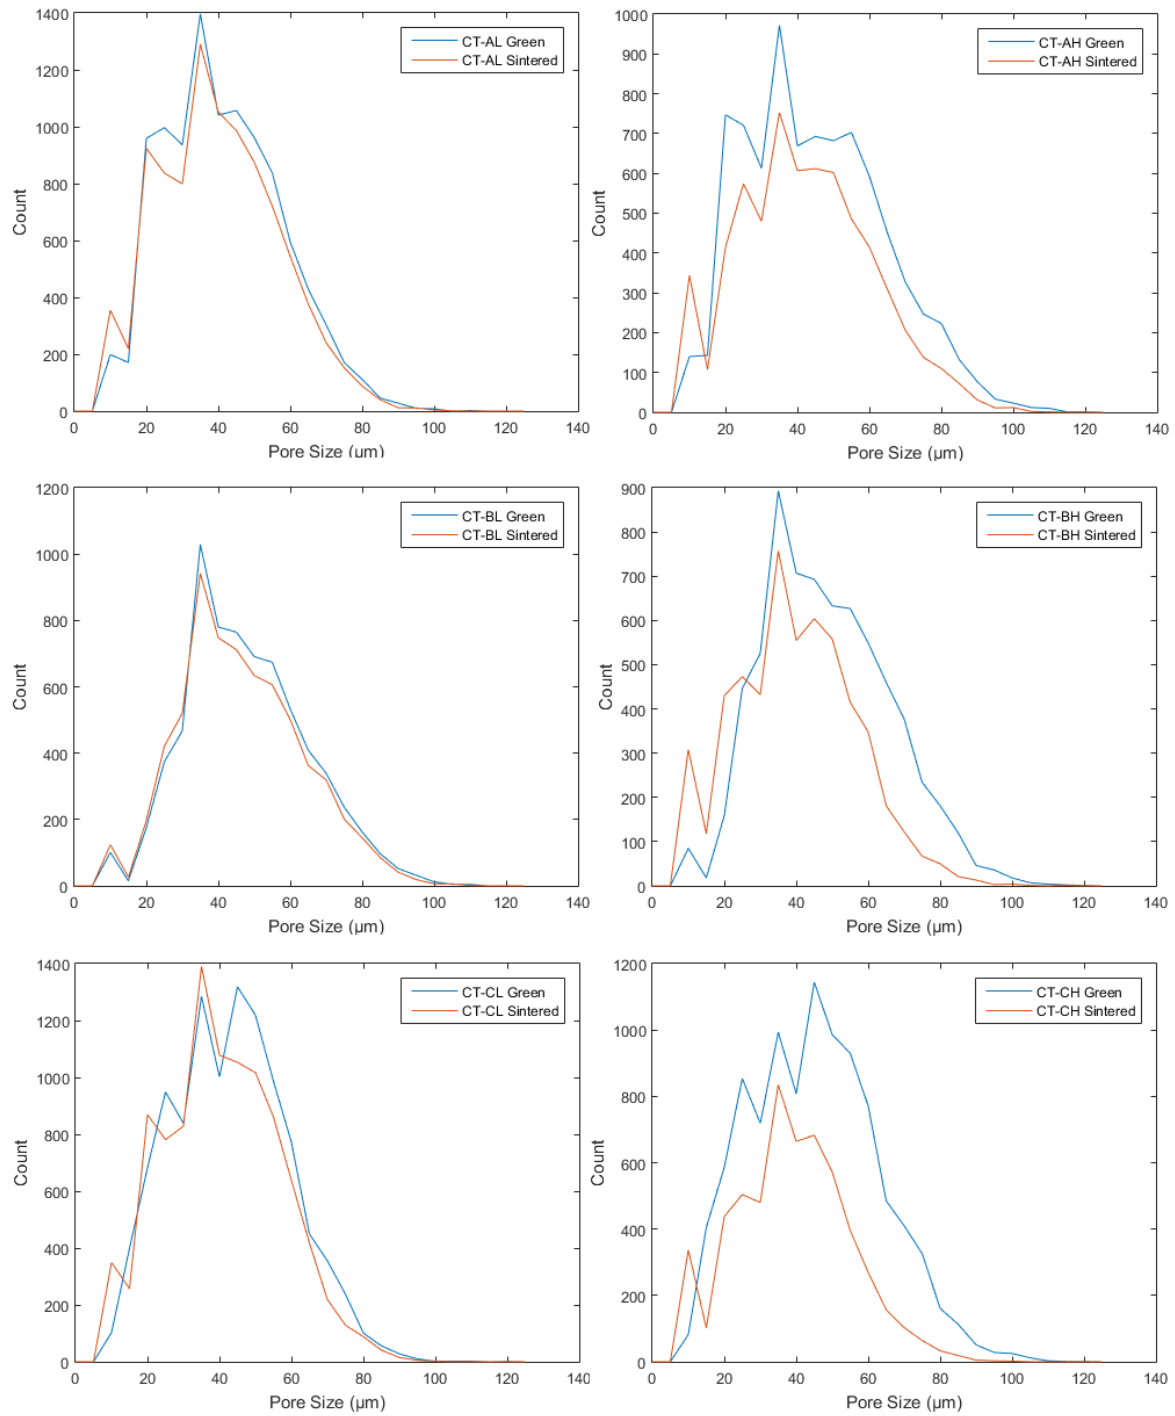 1400
1200
1000
800
600
400
200
0
Count
CT-AL Green
CT-AL Sintered
0 20 40 60 80 100 120 140
Pore Size (µm)
1000
900
800
700
600
500
400
300
200
100
0
Count
CT-AH Green
CT-AH Sintered
0 20 40 60 80 100 120 140
Pore Size (µm)
1200
1000
800
600
400
200
0
Count
CT-BL Green
CT-BL Sintered
0 20 40 60 80 100 120 140
Pore Size (µm)
900
800
700
600
500
400
300
200
100
0
Count
CT-BH Green
CT-BH Sintered
0 20 40 60 80 100 120 140
Pore Size (µm)
1400
1200
1000
800
600
400
200
0
Count
CT-CL Green
CT-CL Sintered
0 20 40 60 80 100 120 140
Pore Size (µm)
1200
1000
800
600
400
200
0
Count
CT-CH Green
CT-CH Sintered
0 20 40 60 80 100 120 140
Pore Size (µm)